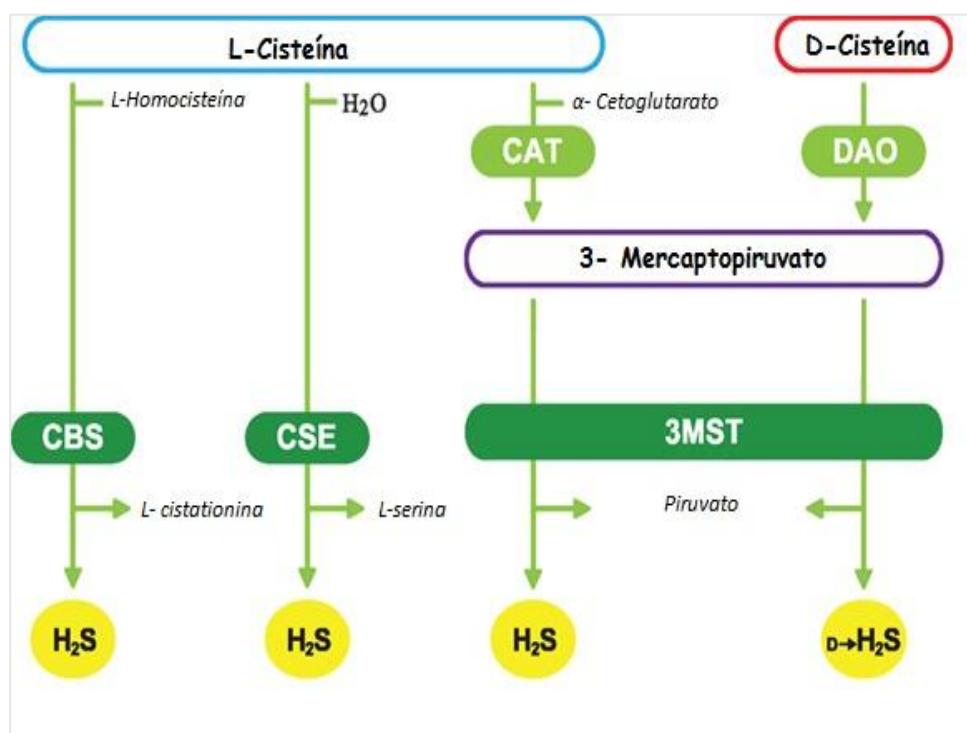 L-Cisteína
D-Cisteína
L-Homocisteína
H₂O
α- Cetoglutarato
CAT
DAO
3- Mercaptopiruvato
CBS
CSE
3MST
L- cistationina
L-serina
Piruvato
H₂S
H₂S
H₂S
D→H₂S